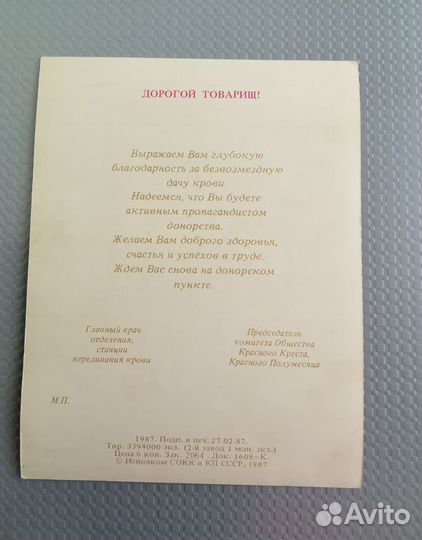 ДОРОГОЙ ТОВАРИЩ!
Выражаем Вам глубокую
благодарность за безвозмездную
дачу крови.
Надеемся, что Вы будете
активным пропагандистом
донорства.
Желаем Вам доброго здоровья,
счастья и успехов в труде.
Ждем Вас снова на донорском
пункте.
Главный врач
отделения,
станции
переливания крови
Председатель
комитета Общества
Красного Креста,
Красного Полумесяца
М.П.
1987. Подп. в печ. 27.02.87.
Тир. 3394000 экз. (2-й завод 1 млн. экз.)
Цена 6 коп. Зак. 2064. Док. 1608—К.
© Исполком СОКК и КП СССР, 1987
Avito